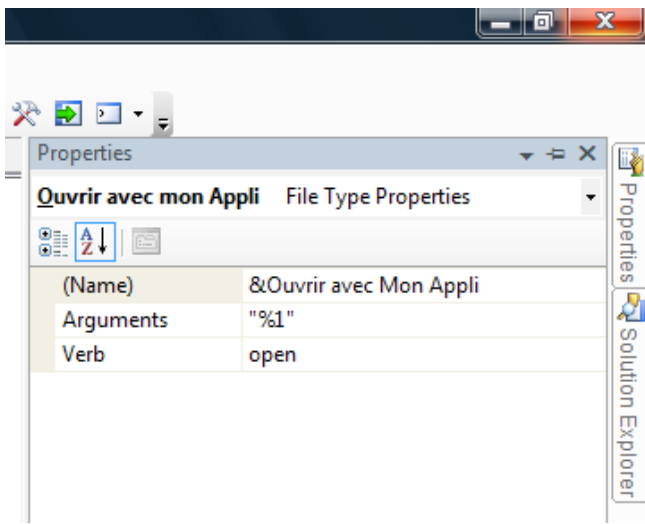 Properties
Ouvrir avec mon Appli File Type Properties
(Name) &Ouvrir avec Mon Appli
Arguments "%1"
Verb open
Properties
Solution Explorer